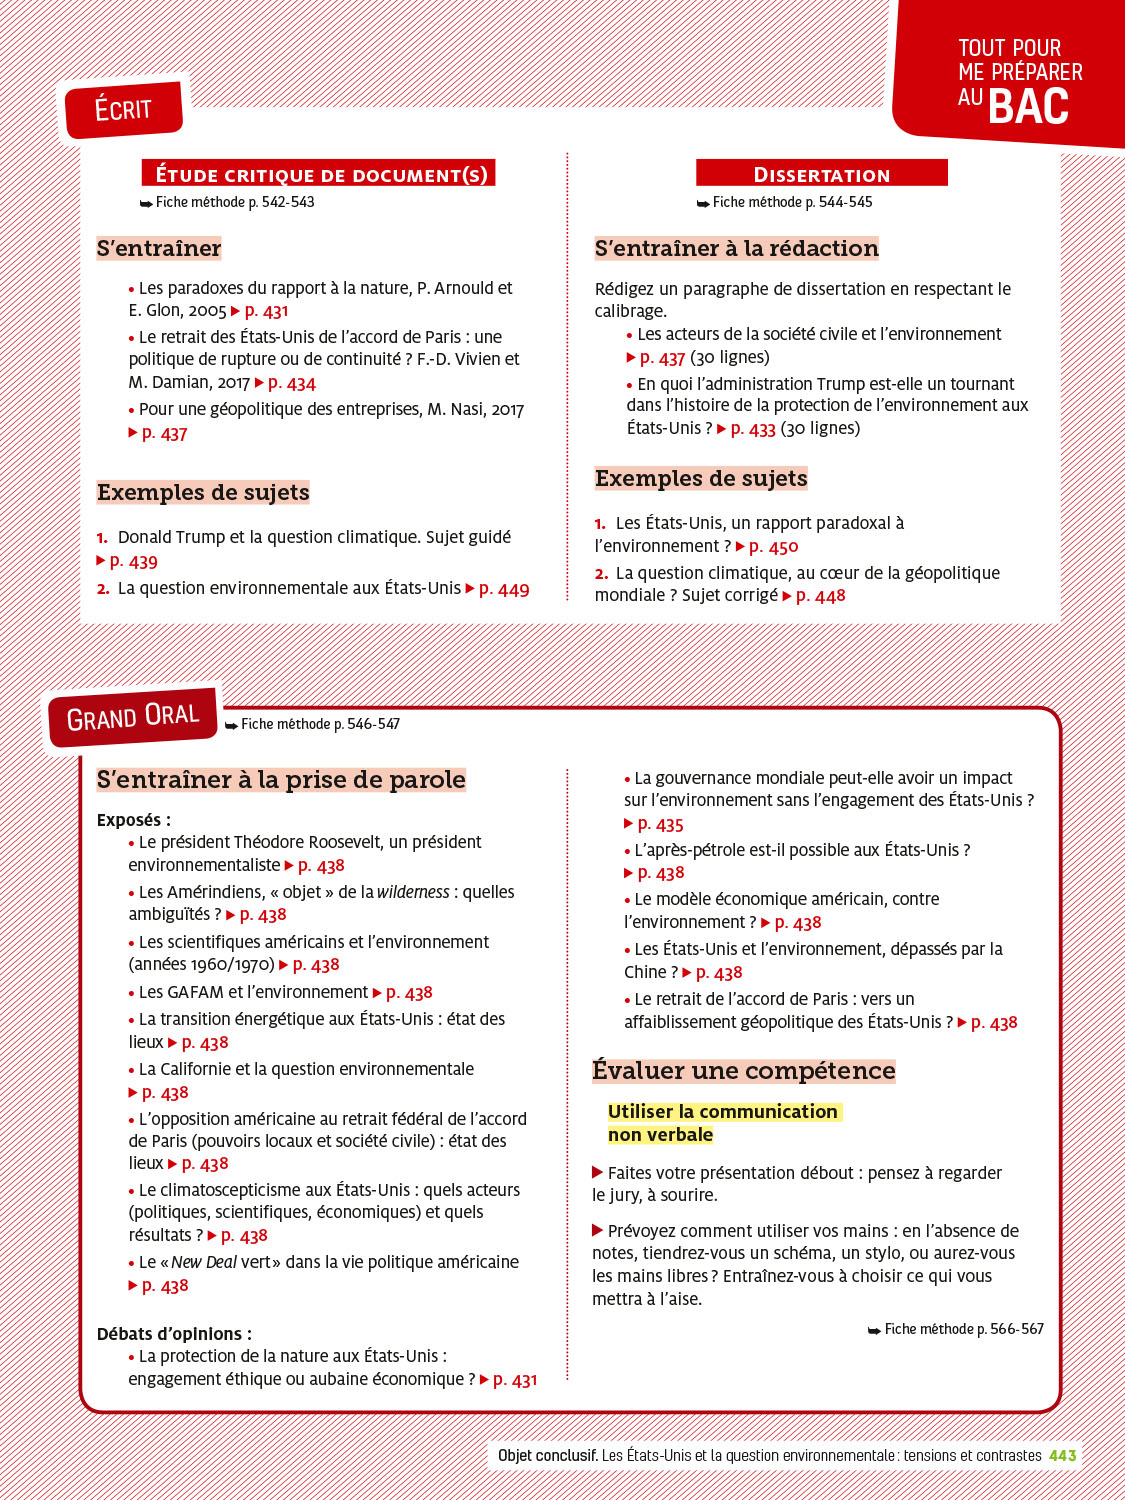 TOUT POUR
ME PRÉPARER
AU BAC
ÉCRIT
ÉTUDE CRITIQUE DE DOCUMENT(S)
➥ Fiche méthode p. 542-543
S'entraîner
• Les paradoxes du rapport à la nature, P. Arnould et
E. Glon, 2005 ▶ p. 431
• Le retrait des États-Unis de l'accord de Paris : une
politique de rupture ou de continuité ? F.-D. Vivien et
M. Damian, 2017 ▶ p. 434
• Pour une géopolitique des entreprises, M. Nasi, 2017
▶ p. 437
Exemples de sujets
1. Donald Trump et la question climatique. Sujet guidé
▶ p. 439
2. La question environnementale aux États-Unis ▶ p. 449
DISSERTATION
➥ Fiche méthode p. 544-545
S'entraîner à la rédaction
Rédigez un paragraphe de dissertation en respectant le
calibrage.
• Les acteurs de la société civile et l'environnement
▶ p. 437 (30 lignes)
• En quoi l'administration Trump est-elle un tournant
dans l'histoire de la protection de l'environnement aux
États-Unis ? ▶ p. 433 (30 lignes)
Exemples de sujets
1. Les États-Unis, un rapport paradoxal à
l'environnement ? ▶ p. 450
2. La question climatique, au cœur de la géopolitique
mondiale ? Sujet corrigé ▶ p. 448
GRAND ORAL
➥ Fiche méthode p. 546-547
S'entraîner à la prise de parole
Exposés :
• Le président Théodore Roosevelt, un président
environnementaliste ▶ p. 438
• Les Amérindiens, « objet » de la wilderness : quelles
ambiguïtés ? ▶ p. 438
• Les scientifiques américains et l'environnement
(années 1960/1970) ▶ p. 438
• Les GAFAM et l'environnement ▶ p. 438
• La transition énergétique aux États-Unis : état des
lieux ▶ p. 438
• La Californie et la question environnementale
▶ p. 438
• L'opposition américaine au retrait fédéral de l'accord
de Paris (pouvoirs locaux et société civile) : état des
lieux ▶ p. 438
• Le climatoscepticisme aux États-Unis : quels acteurs
(politiques, scientifiques, économiques) et quels
résultats ? ▶ p. 438
• Le « New Deal vert » dans la vie politique américaine
▶ p. 438
Débats d'opinions :
• La protection de la nature aux États-Unis :
engagement éthique ou aubaine économique ? ▶ p. 431
• La gouvernance mondiale peut-elle avoir un impact
sur l'environnement sans l'engagement des États-Unis ?
▶ p. 435
• L'après-pétrole est-il possible aux États-Unis ?
▶ p. 438
• Le modèle économique américain, contre
l'environnement ? ▶ p. 438
• Les États-Unis et l'environnement, dépassés par la
Chine ? ▶ p. 438
• Le retrait de l'accord de Paris : vers un
affaiblissement géopolitique des États-Unis ? ▶ p. 438
Évaluer une compétence
Utiliser la communication
non verbale
▶ Faites votre présentation débout : pensez à regarder
le jury, à sourire.
▶ Prévoyez comment utiliser vos mains : en l'absence de
notes, tiendrez-vous un schéma, un stylo, ou aurez-vous
les mains libres ? Entraînez-vous à choisir ce qui vous
mettra à l'aise.
➥ Fiche méthode p. 566-567
Objet conclusif. Les États-Unis et la question environnementale : tensions et contrastes 443